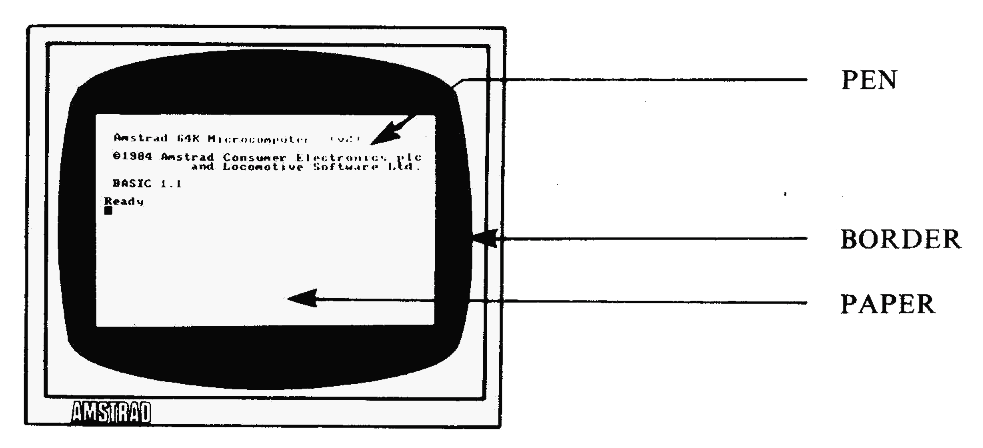 PEN
Amstrad 64K Microcomputer (v2)
©1984 Amstrad Consumer Electronics plc
and Locomotive Software Ltd.
BASIC 1.1
Ready
BORDER
PAPER
AMSTRAD